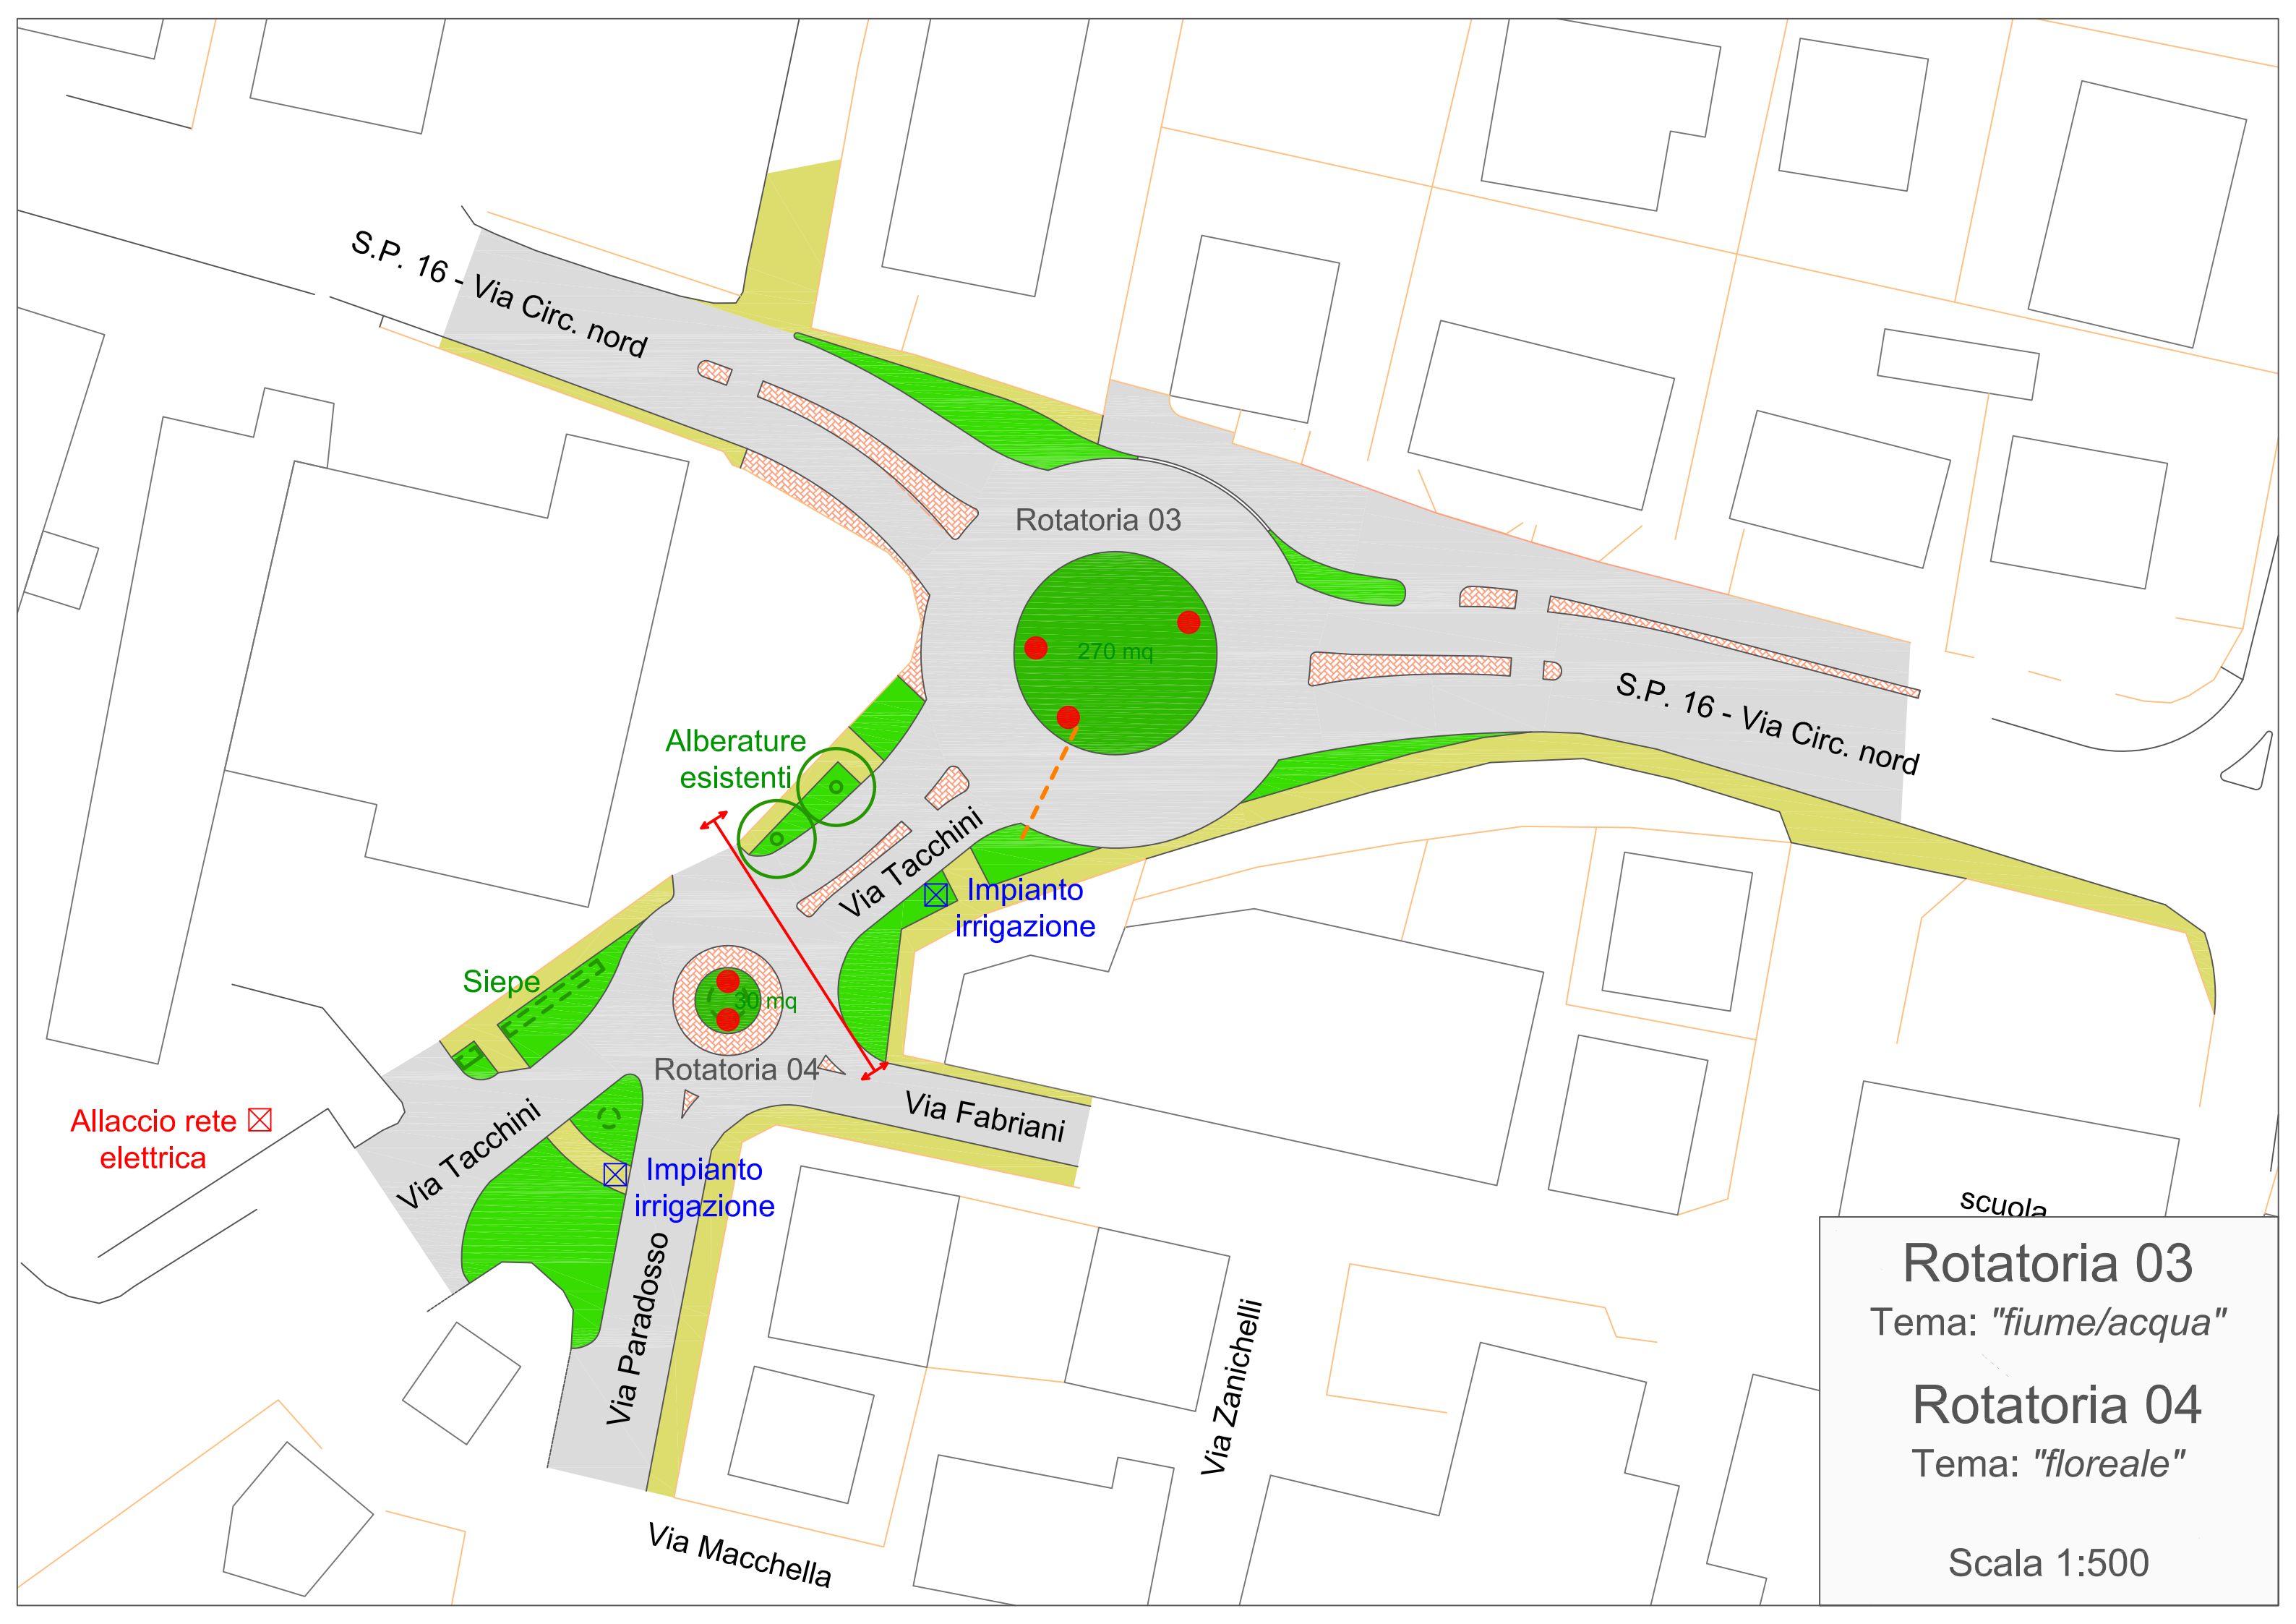 S.P. 16 - Via Circ. nord
Rotatoria 03
270 mq
S.P. 16 - Via Circ. nord
Alberature
esistenti
Via Tacchini
Impianto
irrigazione
Siepe
30 mq
Rotatoria 04
Via Fabriani
Allaccio rete
elettrica
Via Tacchini
Impianto
irrigazione
Via Paradosso
Via Zanichelli
Via Macchella
scuola
Rotatoria 03
Tema: "fiume/acqua"
Rotatoria 04
Tema: "floreale"
Scala 1:500